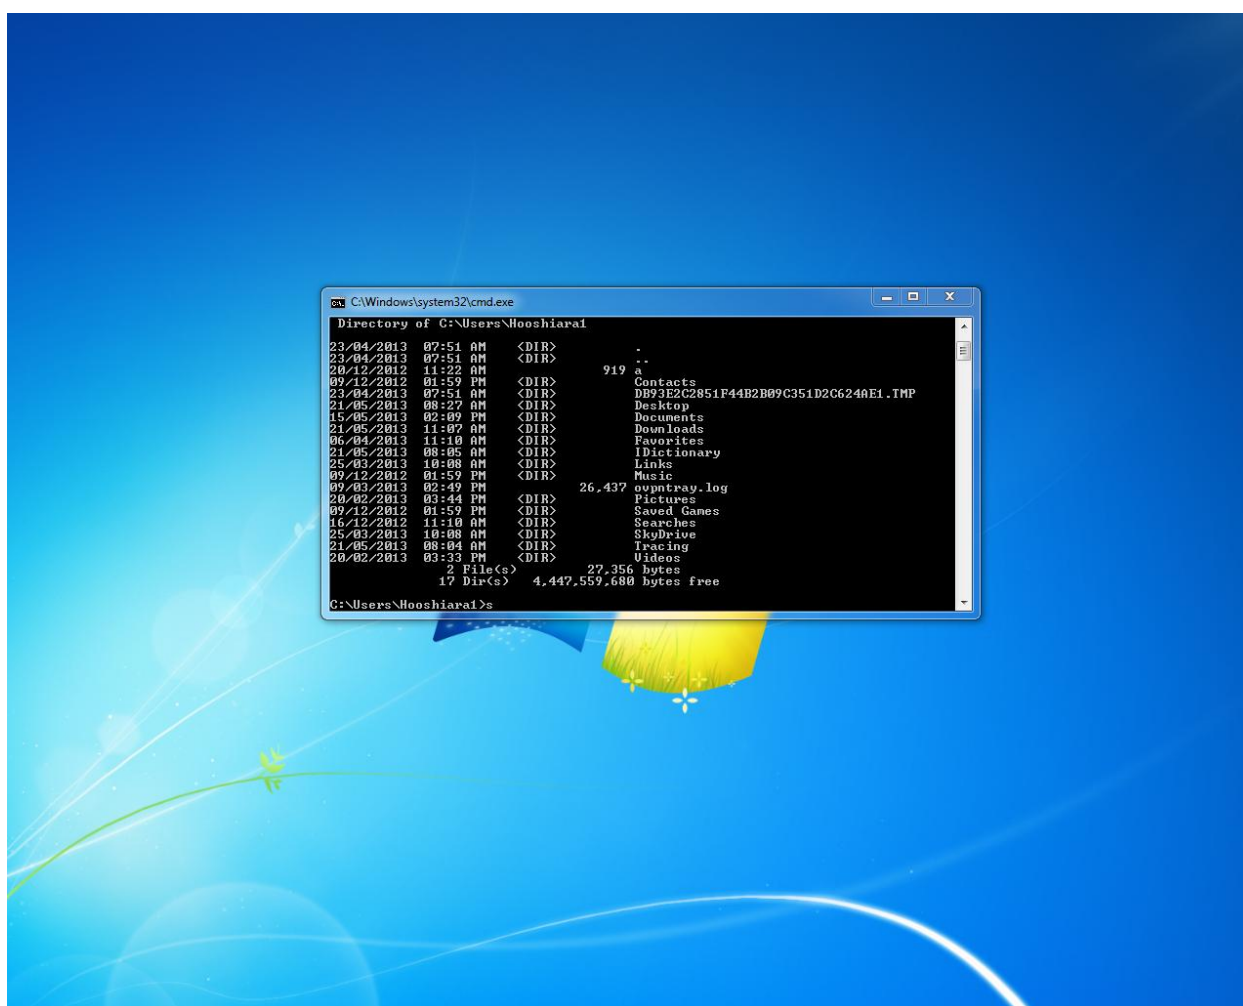 C:\Windows\system32\cmd.exe
Directory of C:\Users\Hooshiara1
23/04/2013 07:51 AM <DIR> .
23/04/2013 07:51 AM <DIR> ..
20/12/2012 11:22 AM 919 a
09/12/2012 01:59 PM <DIR> Contacts
23/04/2013 07:51 AM <DIR> DB93E2C2851F44B2B09C351D2C624AE1.TMP
21/05/2013 08:27 AM <DIR> Desktop
15/05/2013 02:09 PM <DIR> Documents
21/05/2013 11:07 AM <DIR> Downloads
06/04/2013 11:10 AM <DIR> Favorites
21/05/2013 08:05 AM <DIR> IDictionary
25/03/2013 10:08 AM <DIR> Links
09/12/2012 01:59 PM <DIR> Music
09/03/2013 02:49 PM 26,437 ovpntray.log
20/02/2013 03:44 PM <DIR> Pictures
09/12/2012 01:59 PM <DIR> Saved Games
16/12/2012 11:10 AM <DIR> Searches
25/03/2013 10:08 AM <DIR> SkyDrive
21/05/2013 08:04 AM <DIR> Tracing
20/02/2013 03:33 PM <DIR> Videos
2 File(s) 27,356 bytes
17 Dir(s) 4,447,559,680 bytes free
C:\Users\Hooshiara1>s